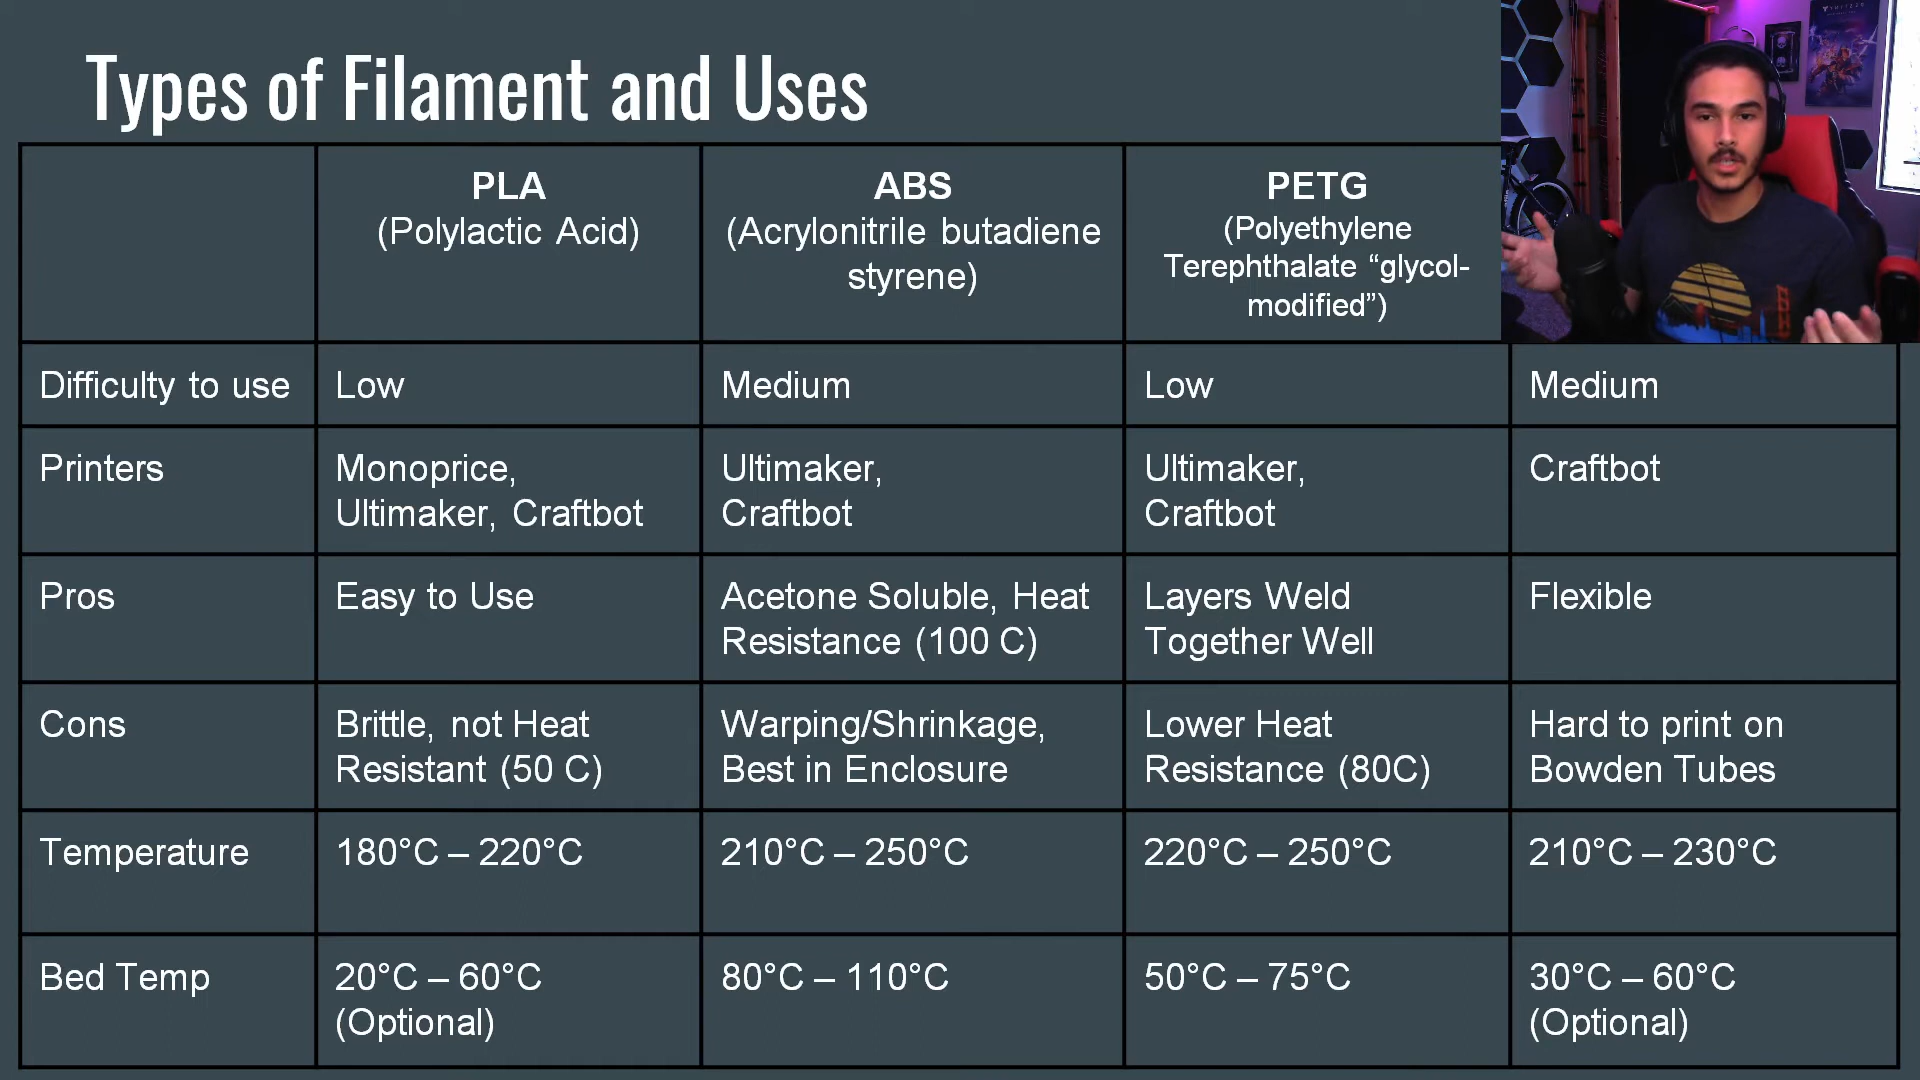 Types of Filament and Uses
PLA
(Polylactic Acid)
ABS
(Acrylonitrile butadiene
styrene)
PETG
(Polyethylene
Terephthalate “glycol-
modified”)
Difficulty to use
Low
Medium
Low
Medium
Printers
Monoprice,
Ultimaker, Craftbot
Ultimaker,
Craftbot
Ultimaker,
Craftbot
Craftbot
Pros
Easy to Use
Acetone Soluble, Heat
Resistance (100 C)
Layers Weld
Together Well
Flexible
Cons
Brittle, not Heat
Resistant (50 C)
Warping/Shrinkage,
Best in Enclosure
Lower Heat
Resistance (80C)
Hard to print on
Bowden Tubes
Temperature
180°C – 220°C
210°C – 250°C
220°C – 250°C
210°C – 230°C
Bed Temp
20°C – 60°C
(Optional)
80°C – 110°C
50°C – 75°C
30°C – 60°C
(Optional)